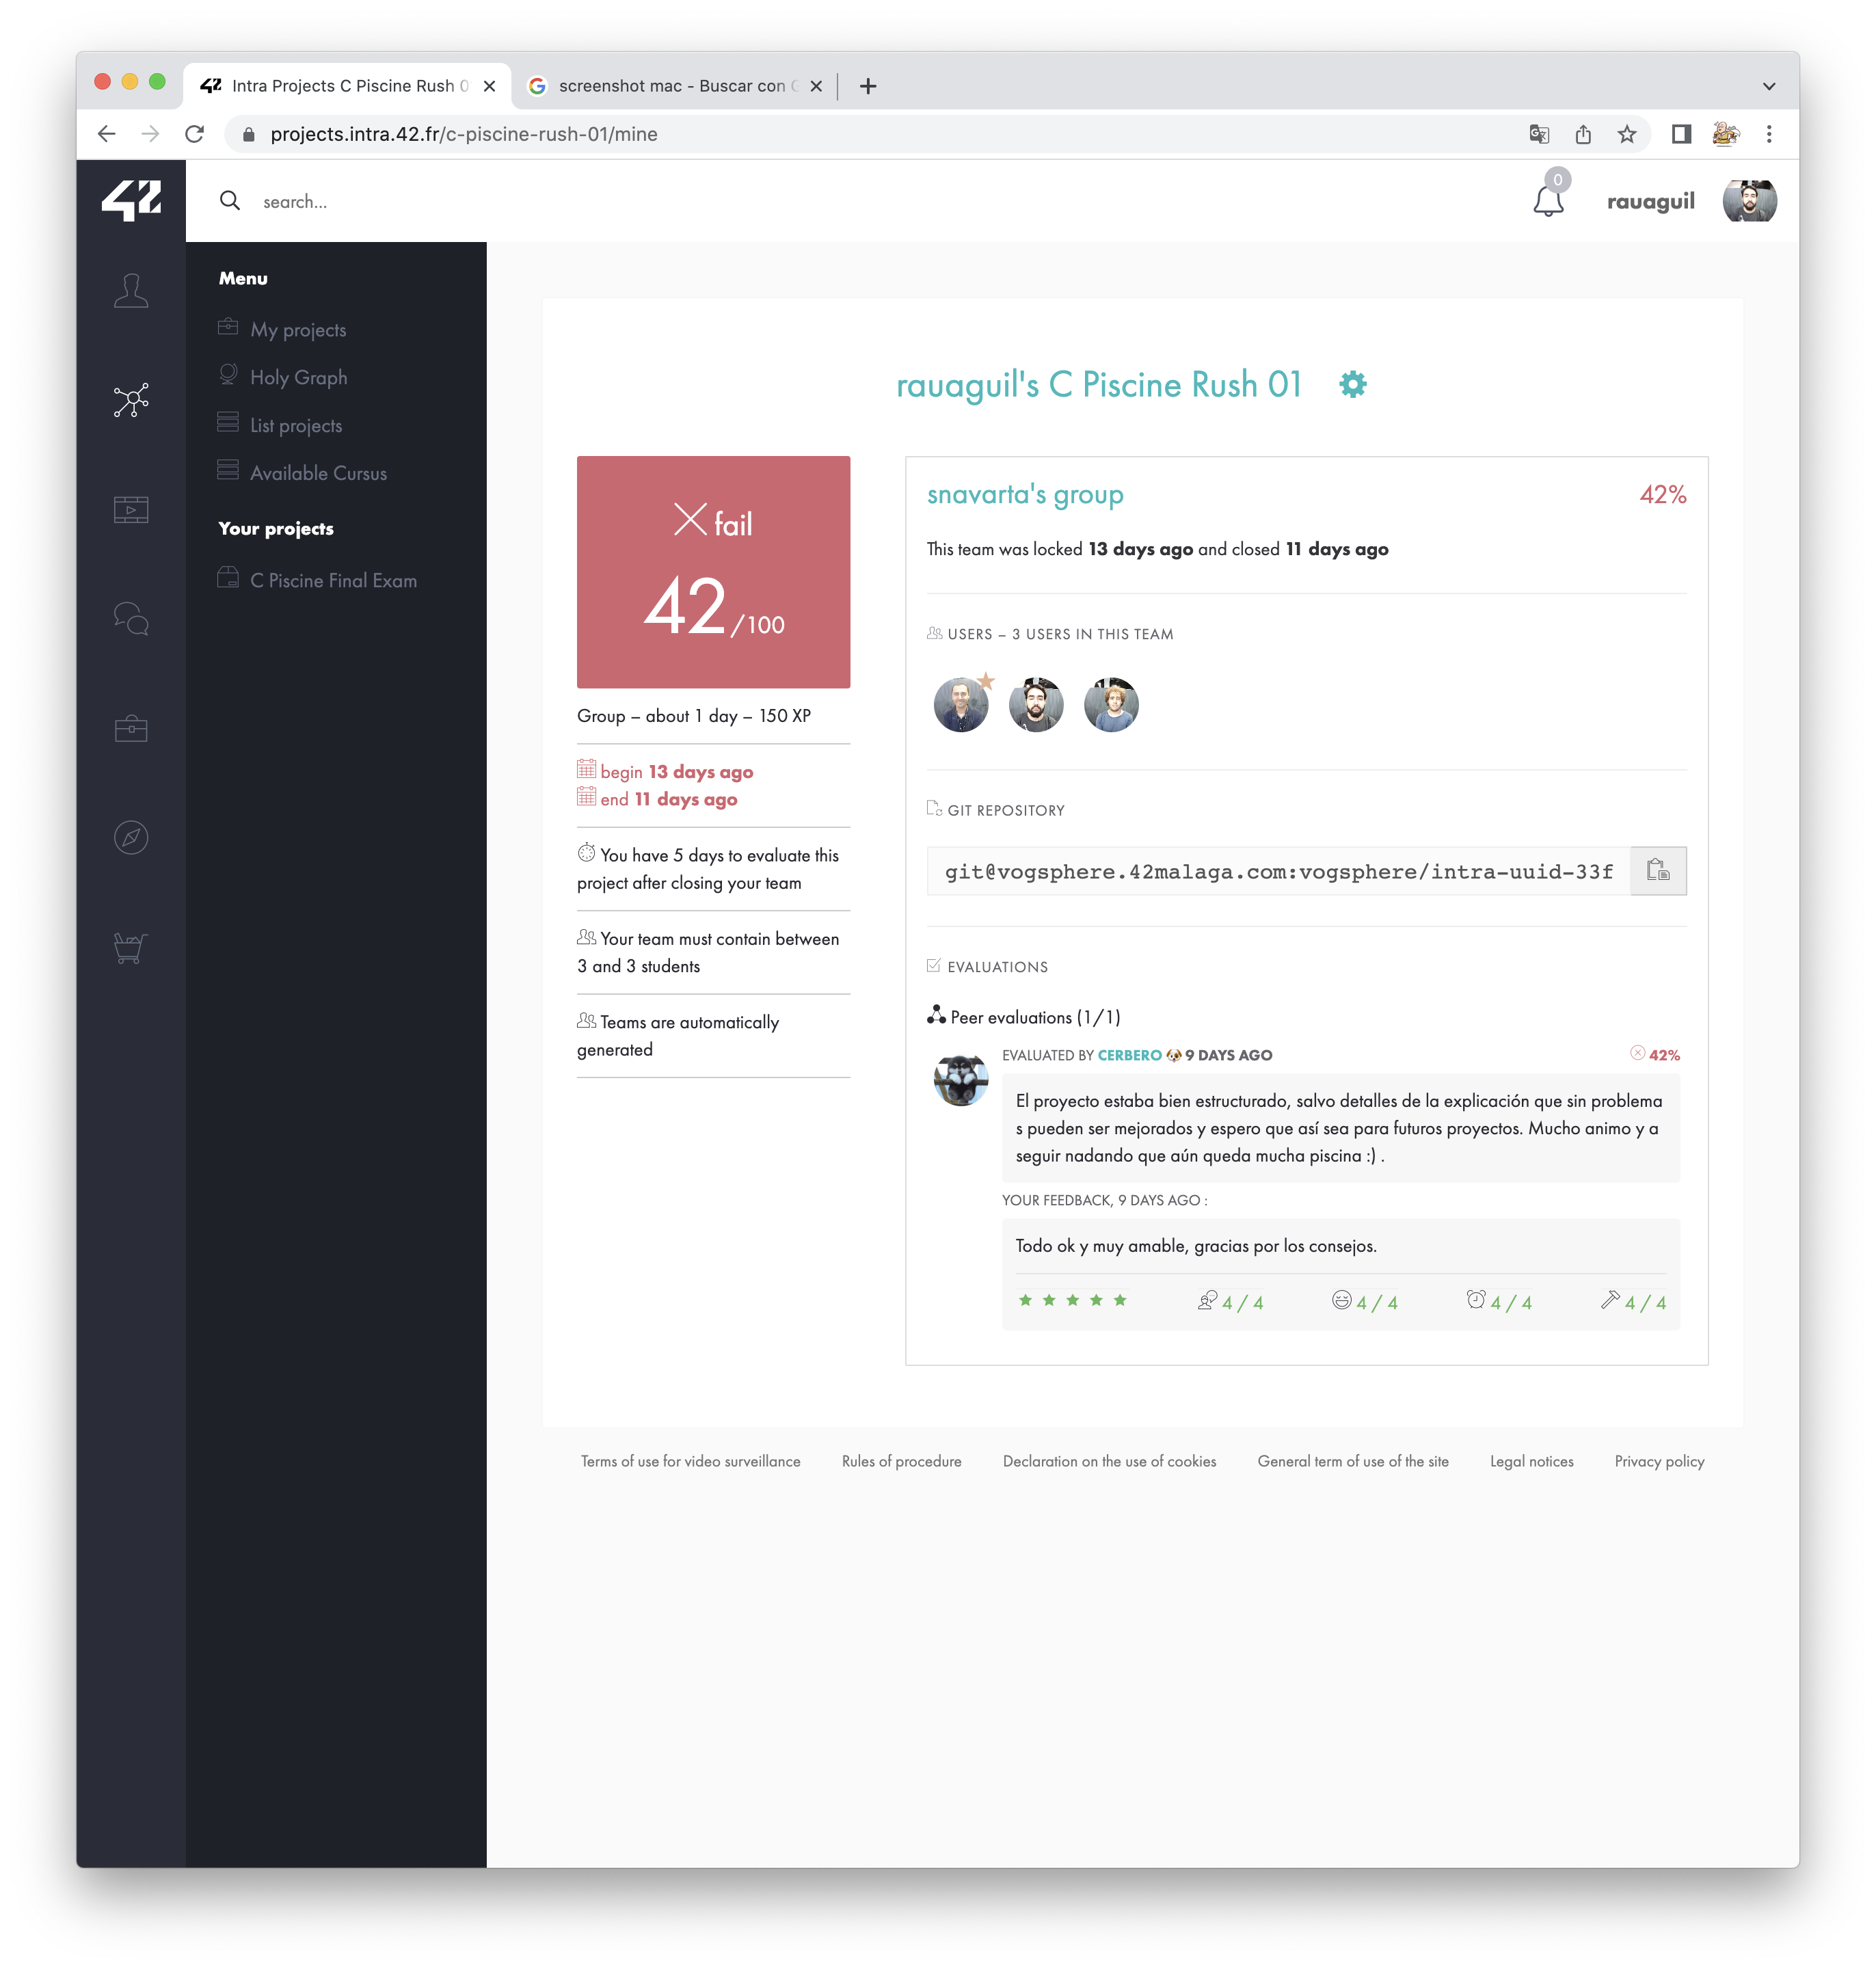 Intra Projects C Piscine Rush 0
screenshot mac - Buscar con
projects.intra.42.fr/c-piscine-rush-01/mine
42
search...
0
rauaguil
Menu
My projects
Holy Graph
List projects
Available Cursus
Your projects
C Piscine Final Exam
rauaguil's C Piscine Rush 01
fail
42 /100
Group – about 1 day – 150 XP
begin 13 days ago
end 11 days ago
You have 5 days to evaluate this
project after closing your team
Your team must contain between
3 and 3 students
Teams are automatically
generated
snavarta's group
42%
This team was locked 13 days ago and closed 11 days ago
USERS – 3 USERS IN THIS TEAM
GIT REPOSITORY
git@vogsphere.42malaga.com:vogsphere/intra-uuid-33f
EVALUATIONS
Peer evaluations (1/1)
EVALUATED BY CERBERO 🐶 9 DAYS AGO
42%
El proyecto estaba bien estructurado, salvo detalles de la explicación que sin problema
s pueden ser mejorados y espero que así sea para futuros proyectos. Mucho animo y a
seguir nadando que aún queda mucha piscina :) .
YOUR FEEDBACK, 9 DAYS AGO :
Todo ok y muy amable, gracias por los consejos.
4 / 4
4 / 4
4 / 4
4 / 4
Terms of use for video surveillance
Rules of procedure
Declaration on the use of cookies
General term of use of the site
Legal notices
Privacy policy